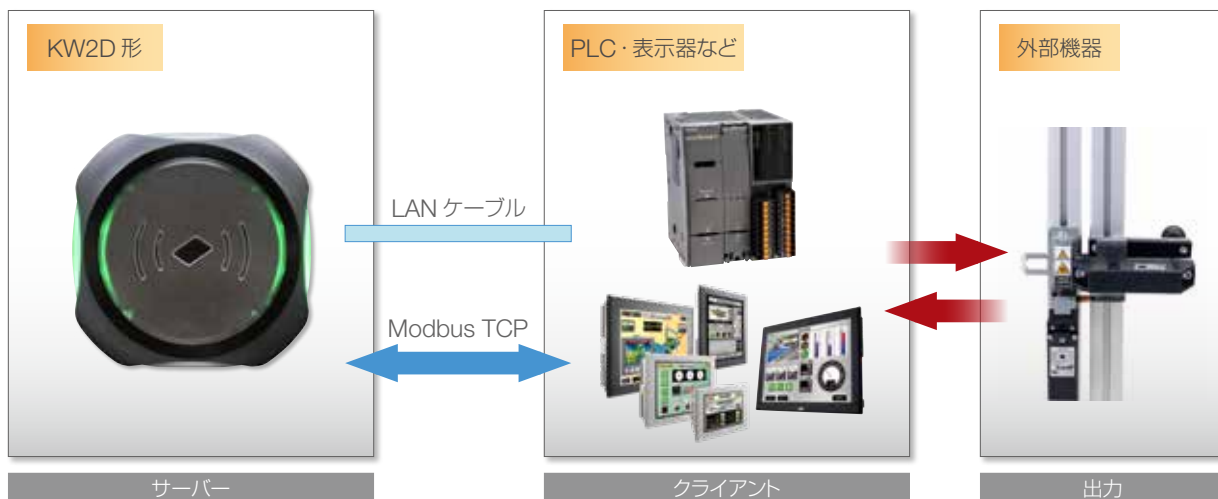 KW2D 形
PLC・表示器など
外部機器
LAN ケーブル
Modbus TCP
サーバー
クライアント
出力